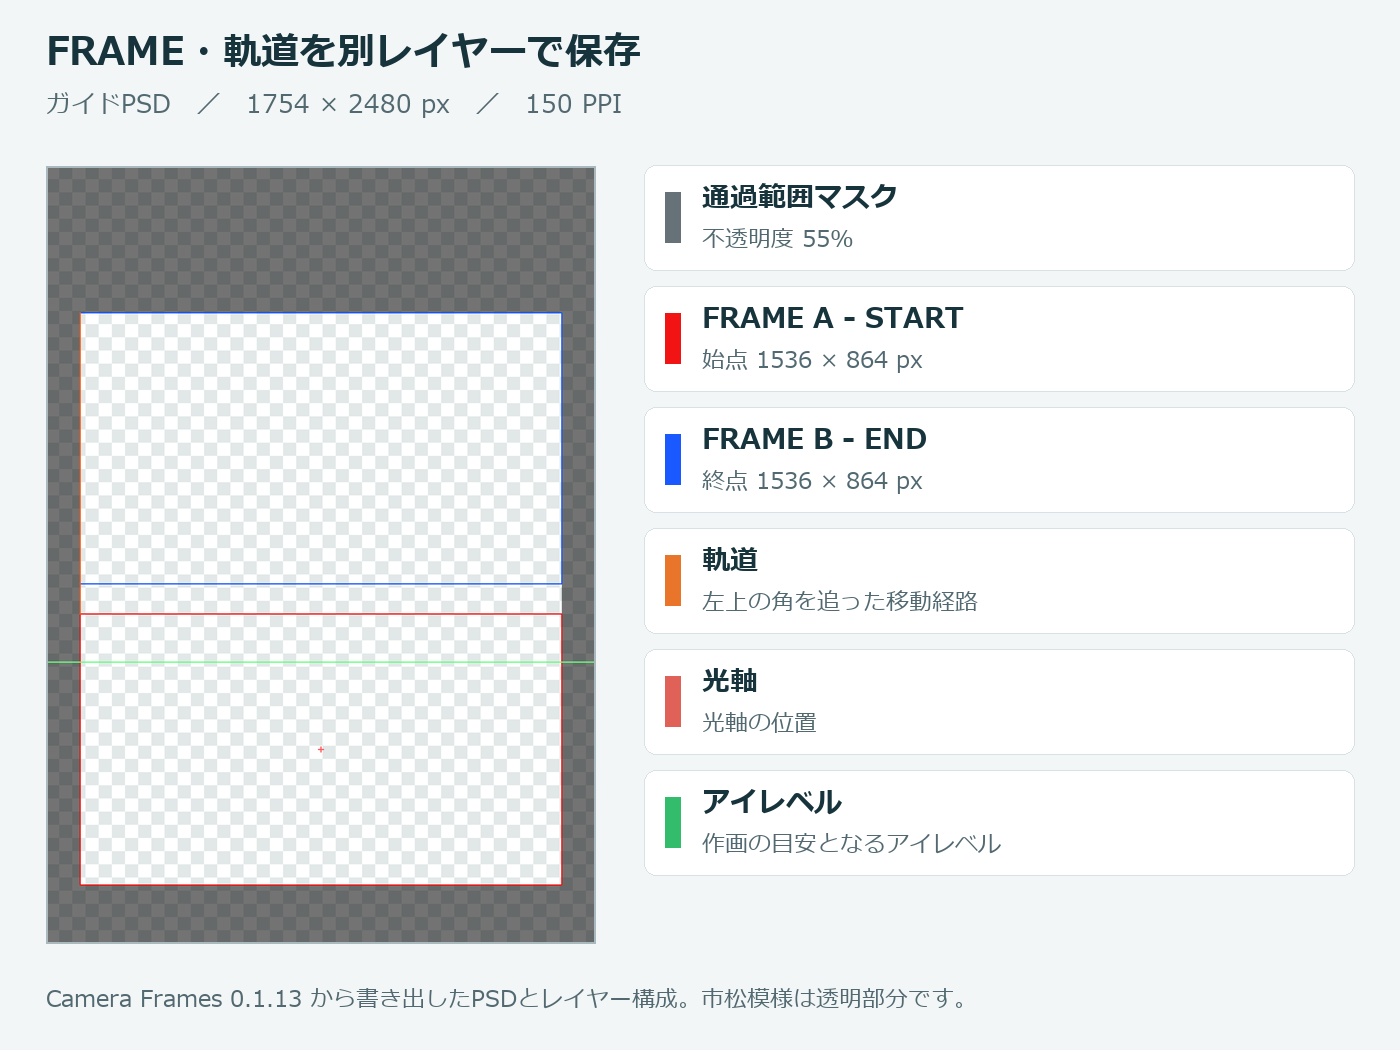 FRAME・軌道を別レイヤーで保存
ガイドPSD ／ 1754 × 2480 px ／ 150 PPI
通過範囲マスク
不透明度 55%
FRAME A - START
始点 1536 × 864 px
FRAME B - END
終点 1536 × 864 px
軌道
左上の角を追った移動経路
光軸
光軸の位置
アイレベル
作画の目安となるアイレベル
Camera Frames 0.1.13 から書き出したPSDとレイヤー構成。市松模様は透明部分です。